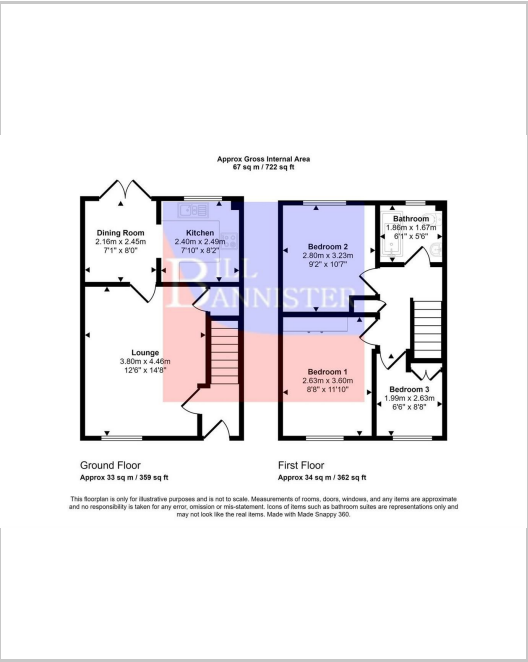 Approx Gross Internal Area
67 sq m / 722 sq ft
Dining Room
2.16m x 2.45m
7'1" x 8'0"
Kitchen
2.40m x 2.49m
7'10" x 8'2"
Lounge
3.80m x 4.46m
12'6" x 14'8"
Bedroom 2
2.80m x 3.23m
9'2" x 10'7"
Bathroom
1.86m x 1.67m
6'1" x 5'6"
Bedroom 1
2.63m x 3.60m
8'8" x 11'10"
Bedroom 3
1.99m x 2.63m
6'6" x 8'8"
BILL
BANNISTER
Ground Floor
Approx 33 sq m / 359 sq ft
First Floor
Approx 34 sq m / 362 sq ft
This floorplan is only for illustrative purposes and is not to scale. Measurements of rooms, doors, windows, and any items are approximate
and no responsibility is taken for any error, omission or mis-statement. Icons of items such as bathroom suites are representations only and
may not look like the real items. Made with Made Snappy 360.